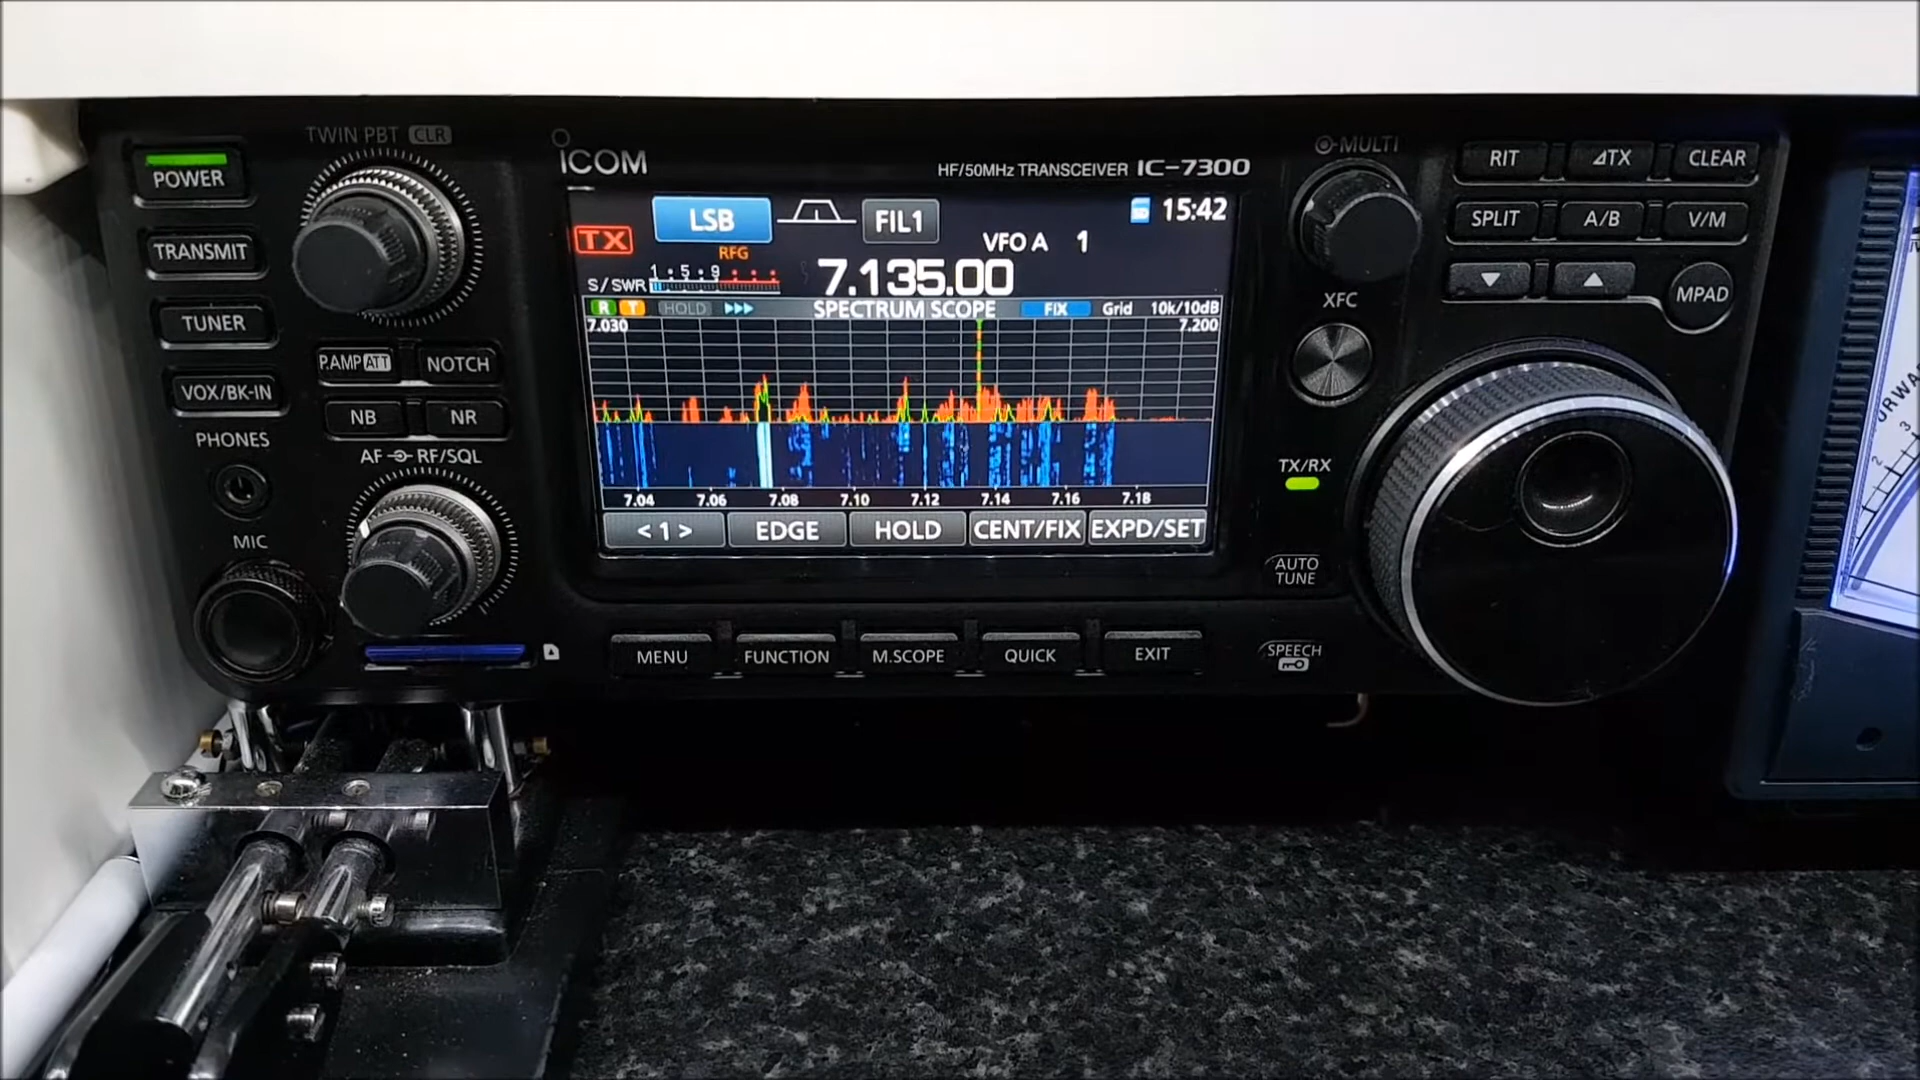 TWIN PBT CLR
POWER
TRANSMIT
TUNER
VOX/BK-IN
P.AMP ATT
NOTCH
NB
NR
PHONES
AF RF/SQL
MIC
ICOM
HF/50MHz TRANSCEIVER IC-7300
LSB
FIL1
15:42
TX
RFG
VFO A 1
S/SWR 1 5 9
7.135.00
R T HOLD SPECTRUM SCOPE FIX Grid 10k/10dB
7.030 7.200
7.04 7.06 7.08 7.10 7.12 7.14 7.16 7.18
< 1 > EDGE HOLD CENT/FIX EXPD/SET
MENU FUNCTION M.SCOPE QUICK EXIT
MULTI
XFC
TX/RX
AUTO TUNE
SPEECH
RIT ⊿TX CLEAR
SPLIT A/B V/M
▼ ▲ MPAD